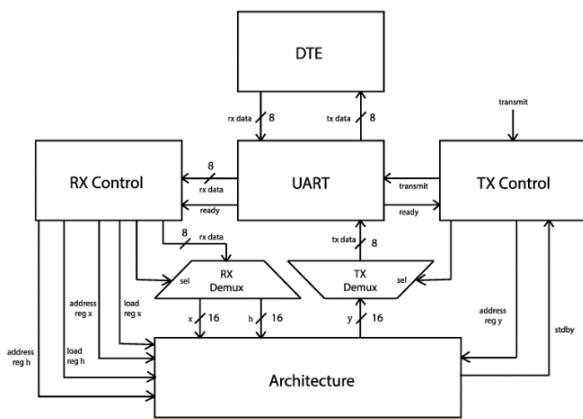 DTE
rx data
8
tx data
8
transmit
RX Control
8
rx data
ready
UART
transmit
ready
TX Control
8
rx data
tx data
8
sel
RX
Demux
TX
Demux
sel
address
reg x
load
reg x
x
16
h
16
y
16
address
reg y
stdby
address
reg h
load
reg h
Architecture